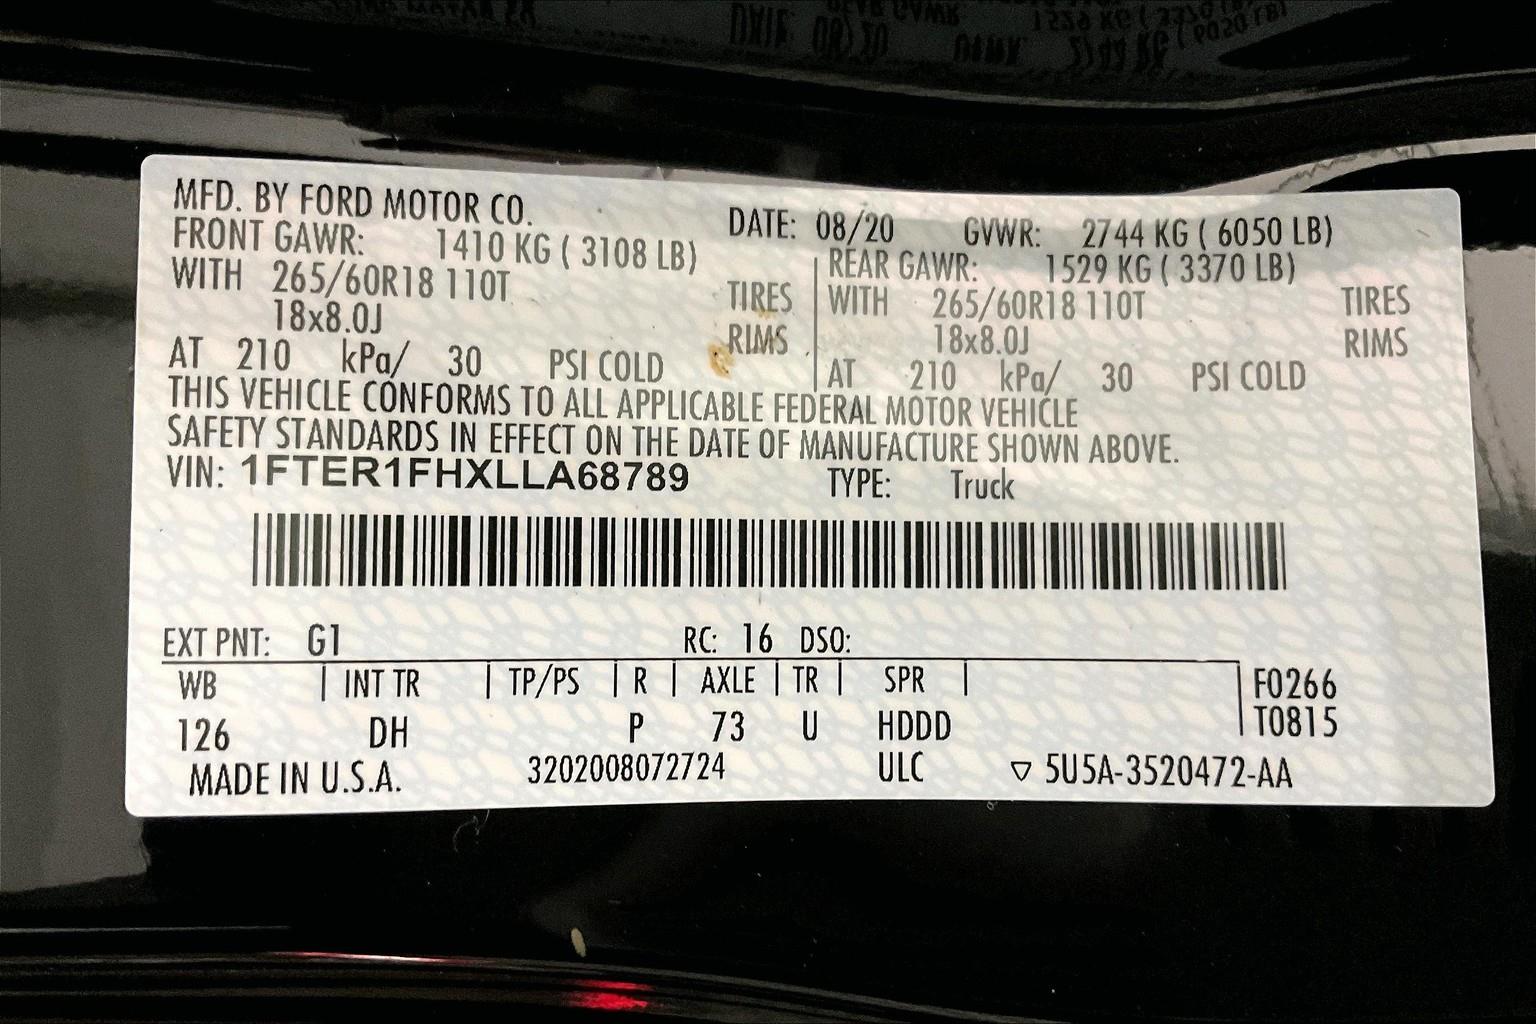 MFD. BY FORD MOTOR CO. DATE: 08/20 GVWR: 2744 KG ( 6050 LB)
FRONT GAWR: 1410 KG ( 3108 LB)
WITH 265/60R18 110T TIRES
18x8.0J RIMS
AT 210 kPa/ 30 PSI COLD
REAR GAWR: 1529 KG ( 3370 LB)
WITH 265/60R18 110T TIRES
18x8.0J RIMS
AT 210 kPa/ 30 PSI COLD
THIS VEHICLE CONFORMS TO ALL APPLICABLE FEDERAL MOTOR VEHICLE
SAFETY STANDARDS IN EFFECT ON THE DATE OF MANUFACTURE SHOWN ABOVE.
VIN: 1FTER1FHXLLA68789 TYPE: Truck
EXT PNT: G1 RC: 16 DSO:
WB | INT TR | TP/PS | R | AXLE | TR | SPR | F0266
126 DH P 73 U HDDD T0815
MADE IN U.S.A. 3202008072724 ULC ▽ 5U5A-3520472-AA